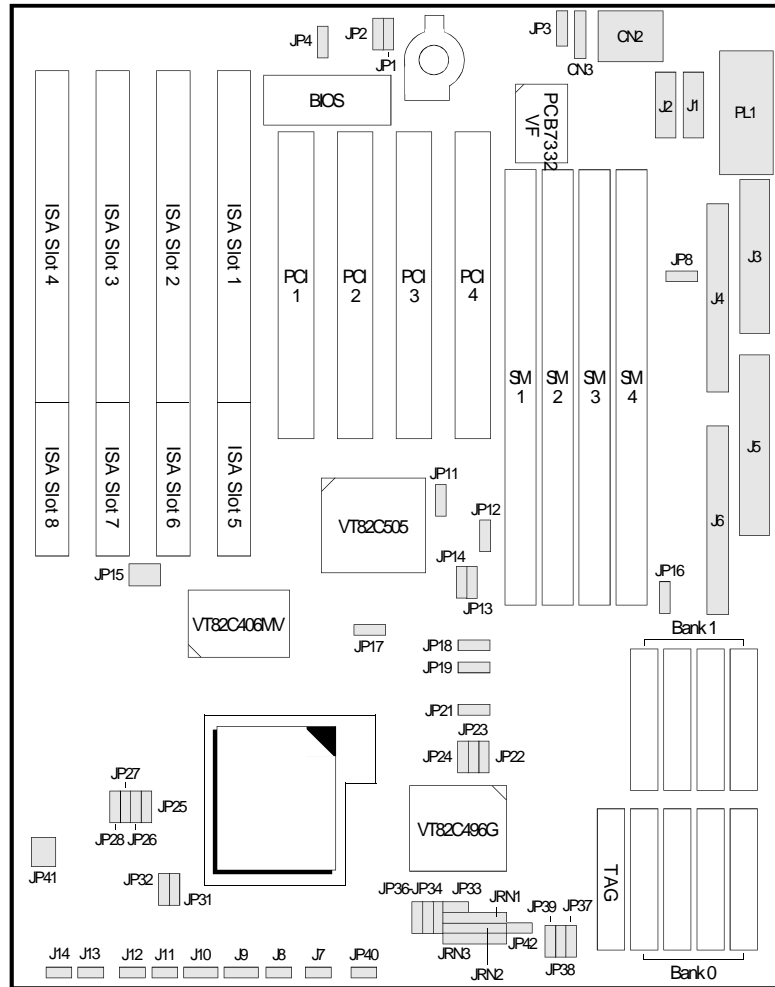 JP4
JP2
JP1
JP3
CN3
CN2
BIOS
PCB7332
VF
J2
J1
PL1
ISA Slot 4
ISA Slot 3
ISA Slot 2
ISA Slot 1
PCI
1
PCI
2
PCI
3
PCI
4
JP8
J4
J3
SM
1
SM
2
SM
3
SM
4
ISA Slot 8
ISA Slot 7
ISA Slot 6
ISA Slot 5
JP11
JP12
VT82C505
J6
J5
JP15
JP14
JP13
JP16
VT82C406MV
JP17
JP18
JP19
Bank 1
JP21
JP23
JP24
JP22
JP27
JP25
JP28
JP26
VT82C496G
JP41
JP32
JP31
TAG
JP36-JP34
JP33
JRN1
JP39
JP37
JP42
JRN3
JRN2
JP38
J14
J13
J12
J11
J10
J9
J8
J7
JP40
Bank 0